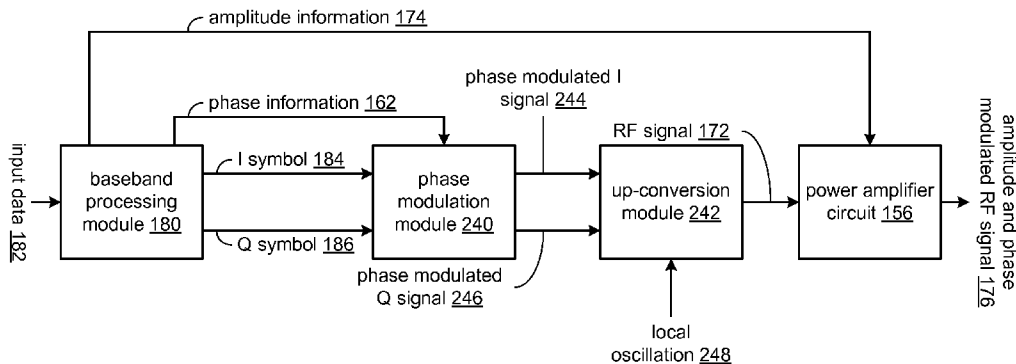 amplitude information 174
phase information 162
phase modulated I
signal 244
RF signal 172
input data 182
baseband
processing
module 180
I symbol 184
Q symbol 186
phase
modulation
module 240
phase modulated
Q signal 246
up-conversion
module 242
local
oscillation 248
power amplifier
circuit 156
amplitude and phase
modulated RF signal 176